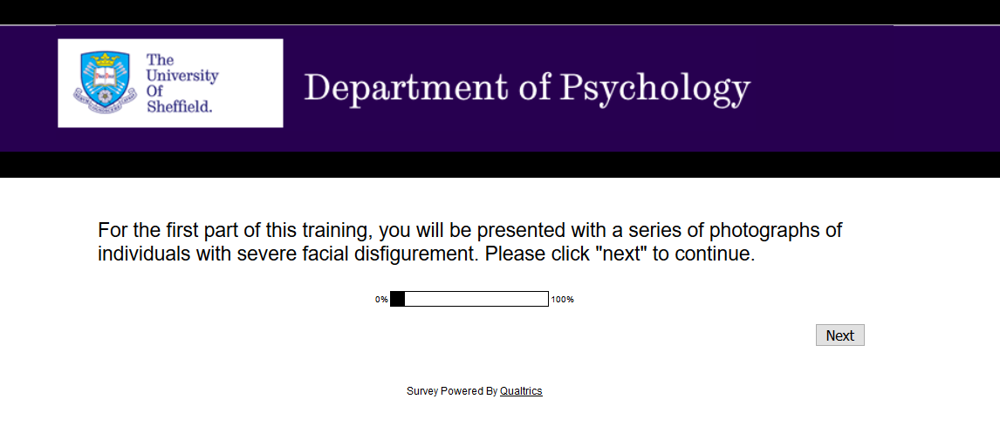 The
University
Of
Sheffield.
Department of Psychology
For the first part of this training, you will be presented with a series of photographs of
individuals with severe facial disfigurement. Please click "next" to continue.
0% 100%
Next
Survey Powered By Qualtrics